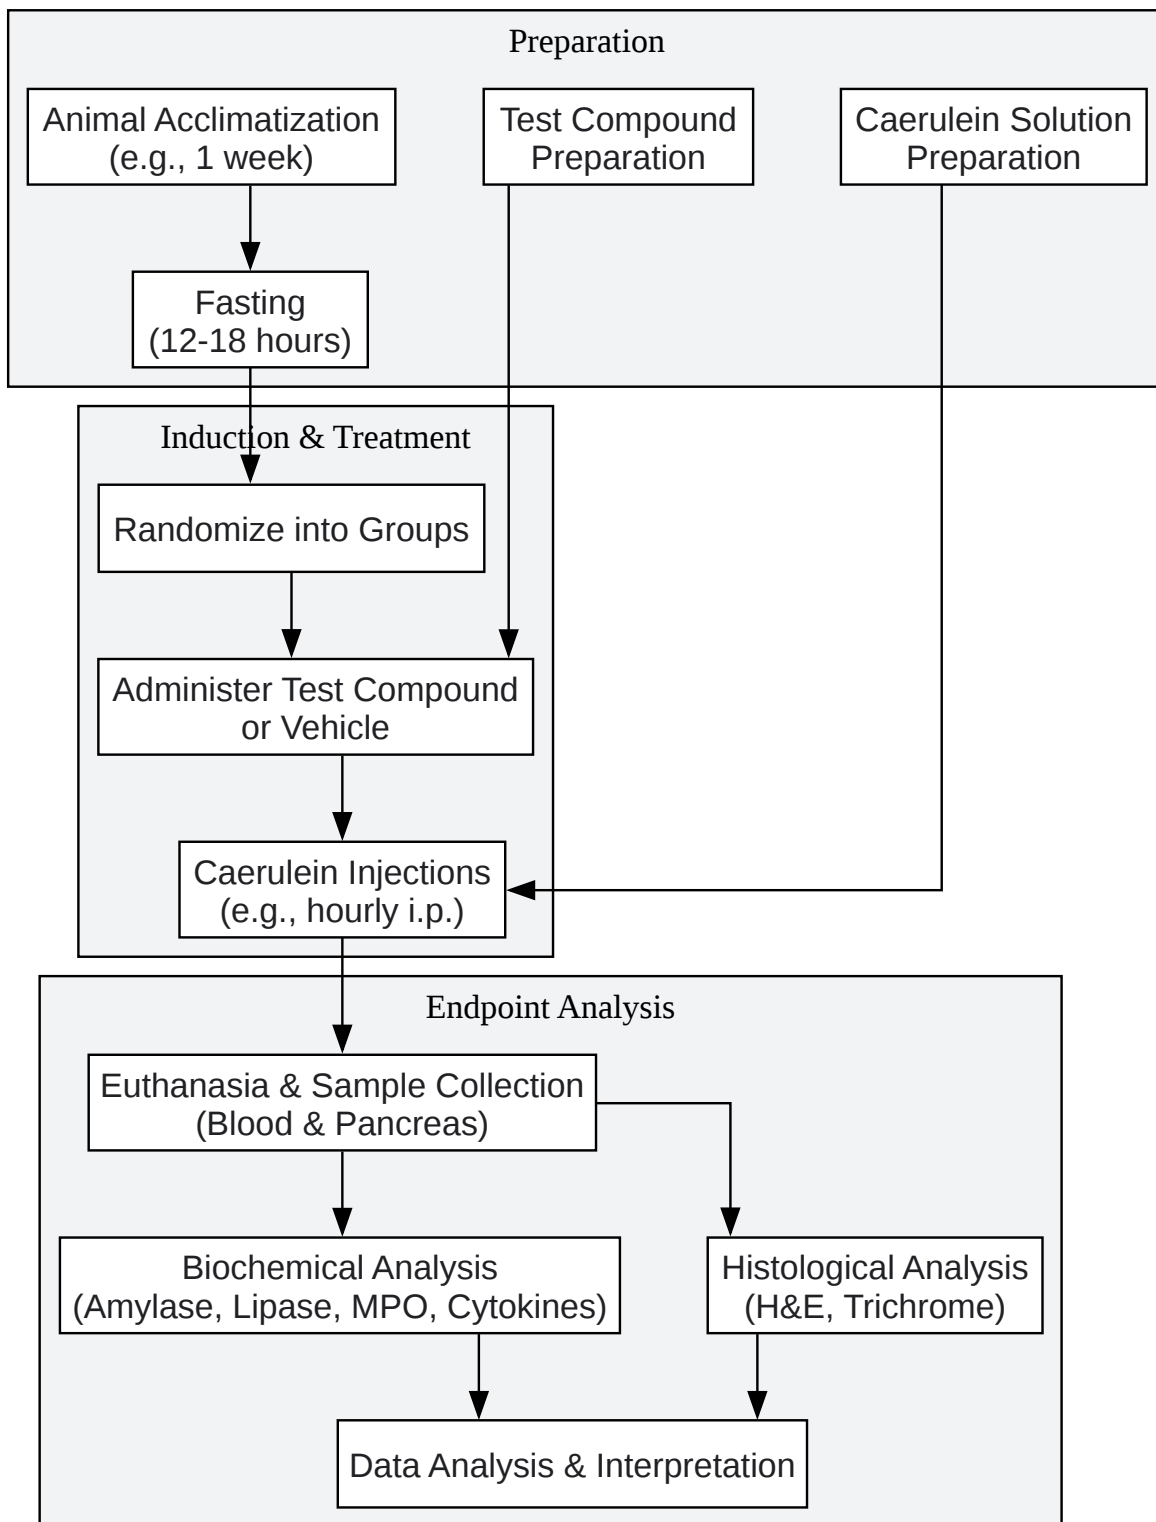 Preparation
Animal Acclimatization
(e.g., 1 week)
Test Compound
Preparation
Caerulein Solution
Preparation
Fasting
(12-18 hours)
Induction & Treatment
Randomize into Groups
Administer Test Compound
or Vehicle
Caerulein Injections
(e.g., hourly i.p.)
Endpoint Analysis
Euthanasia & Sample Collection
(Blood & Pancreas)
Biochemical Analysis
(Amylase, Lipase, MPO, Cytokines)
Histological Analysis
(H&E, Trichrome)
Data Analysis & Interpretation